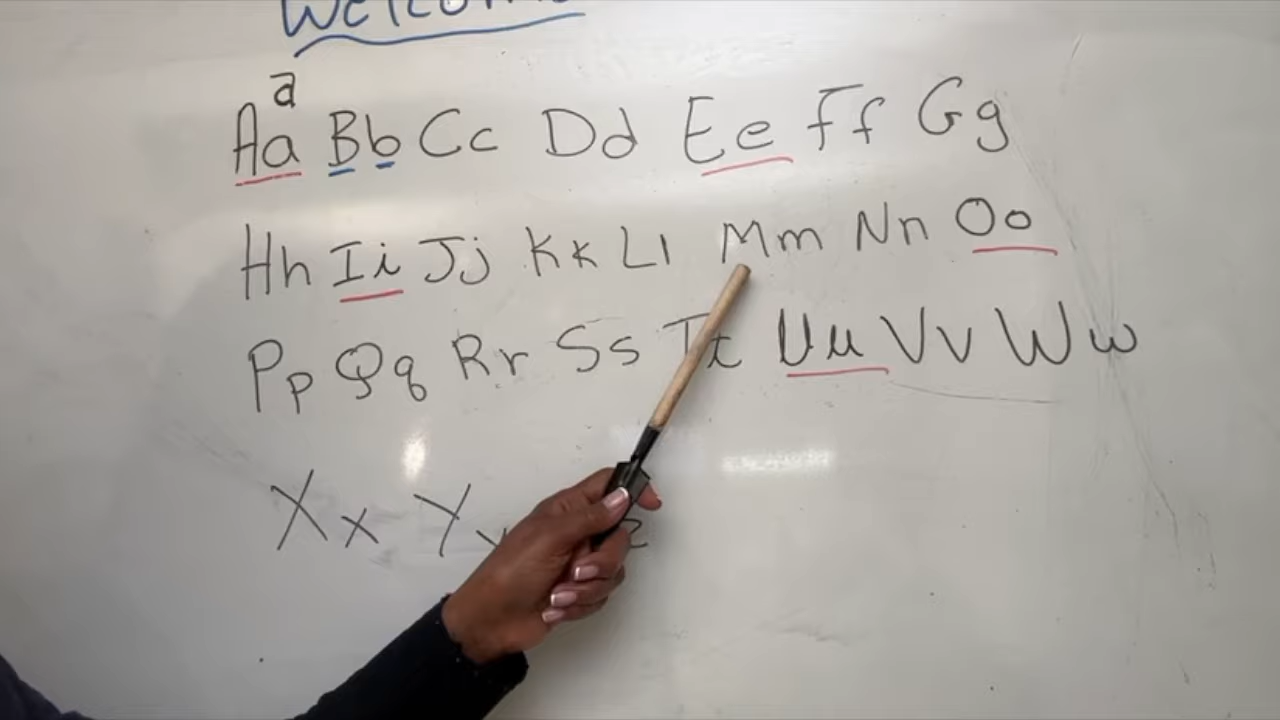 a
Aa Bb Cc Dd Ee Ff Gg
Hh Ii Jj Kk Ll Mm Nn Oo
Pp Qq Rr Ss Tt Uu Vv Ww
Xx Yy z